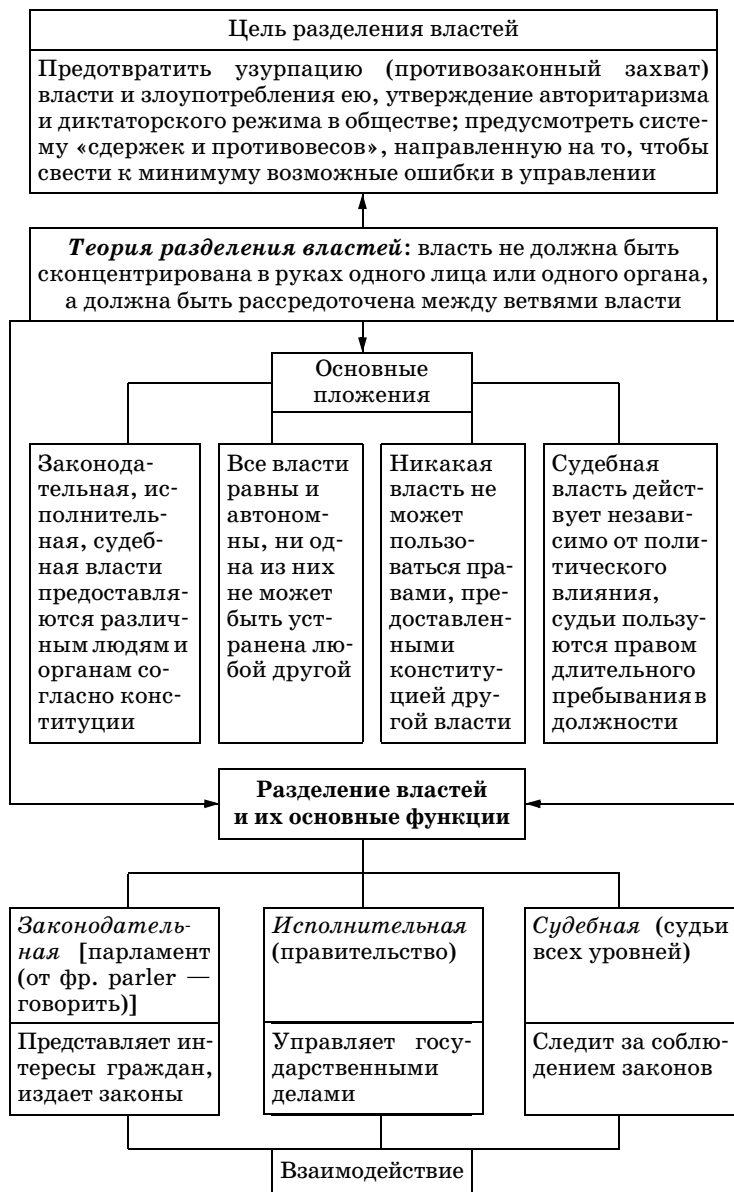 Цель разделения властей
Предотвратить узурпацию (противозаконный захват)
власти и злоупотребления ею, утверждение авторитаризма
и диктаторского режима в обществе; предусмотреть систе-
му «сдержек и противовесов», направленную на то, чтобы
свести к минимуму возможные ошибки в управлении
Теория разделения властей: власть не должна быть
сконцентрирована в руках одного лица или одного органа,
а должна быть рассредоточена между ветвями власти
Основные
пложения
Законода-
тельная, ис-
полнитель-
ная, судеб-
ная власти
предоставля-
ются различ-
ным людям и
органам со-
гласно конс-
титуции
Все власти
равны и
автоном-
ны, ни од-
на из них
не может
быть уст-
ранена лю-
бой другой
Никакая
власть не
может
пользо-
ваться пра-
вами, пре-
доставлен-
ными
конститу-
цией дру-
гой власти
Судебная
власть дейст-
вует незави-
симо от поли-
тического
влияния,
судьи пользу-
ются правом
длительного
пребывания в
должности
Разделение властей
и их основные функции
Законодатель-
ная [парламент
(от фр. parler —
говорить)]
Представляет ин-
тересы граждан,
издает законы
Исполнительная
(правительство)
Управляет госу-
дарственными
делами
Судебная (судьи
всех уровней)
Следит за соблю-
дением законов
Взаимодействие